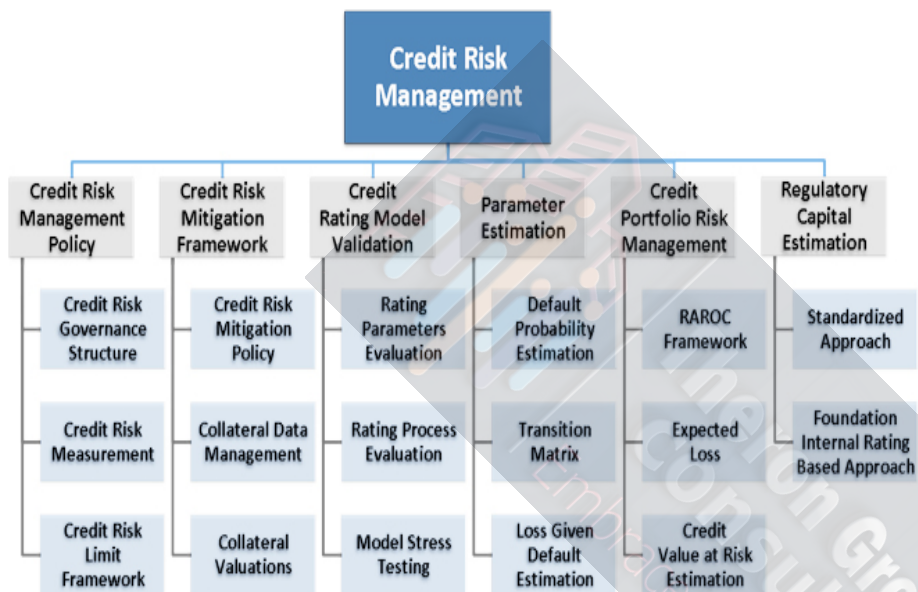 Credit Risk
Management
Credit Risk
Management
Policy
Credit Risk
Mitigation
Framework
Credit
Rating Model
Validation
Parameter
Estimation
Credit
Portfolio Risk
Management
Regulatory
Capital
Estimation
Credit Risk
Governance
Structure
Credit Risk
Mitigation
Policy
Rating
Parameters
Evaluation
Default
Probability
Estimation
RAROC
Framework
Standardized
Approach
Credit Risk
Measurement
Collateral Data
Management
Rating Process
Evaluation
Transition
Matrix
Expected
Loss
Foundation
Internal Rating
Based Approach
Credit Risk
Limit
Framework
Collateral
Valuations
Model Stress
Testing
Loss Given
Default
Estimation
Credit
Value at Risk
Estimation